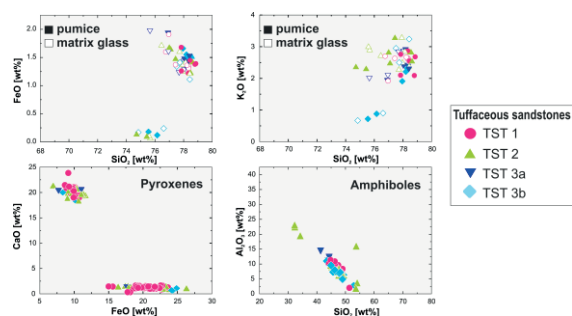 pumice
matrix glass
FeO [wt%]
2.0
1.5
1.0
0.5
0.0
68 70 72 74 76 78 80
SiO₂ [wt%]
pumice
matrix glass
K₂O [wt%]
4
3
2
1
0
68 70 72 74 76 78 80
SiO₂ [wt%]
Tuffaceous sandstones
TST 1
TST 2
TST 3a
TST 3b
Pyroxenes
CaO [wt%]
25
20
15
10
5
0
5 10 15 20 25 30
FeO [wt%]
Amphiboles
Al₂O₃ [wt%]
40
35
30
25
20
15
10
5
0
20 30 40 50 60 70 80
SiO₂ [wt%]